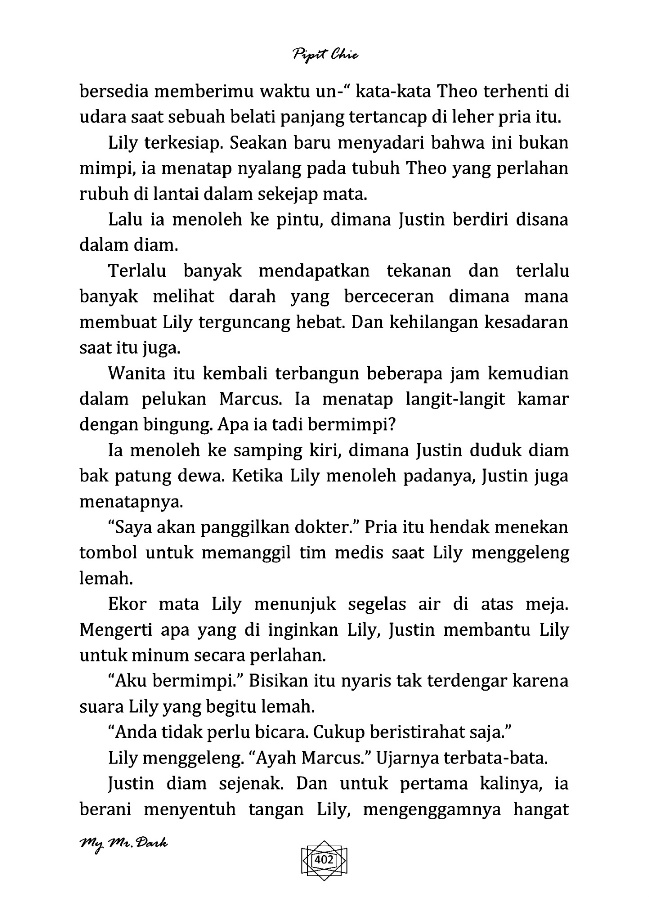 Pipit Chie
bersedia memberimu waktu un-“ kata-kata Theo terhenti di
udara saat sebuah belati panjang tertancap di leher pria itu.
Lily terkesiap. Seakan baru menyadari bahwa ini bukan
mimpi, ia menatap nyalang pada tubuh Theo yang perlahan
rubuh di lantai dalam sekejap mata.
Lalu ia menoleh ke pintu, dimana Justin berdiri disana
dalam diam.
Terlalu banyak mendapatkan tekanan dan terlalu
banyak melihat darah yang berceceran dimana mana
membuat Lily terguncang hebat. Dan kehilangan kesadaran
saat itu juga.
Wanita itu kembali terbangun beberapa jam kemudian
dalam pelukan Marcus. Ia menatap langit-langit kamar
dengan bingung. Apa ia tadi bermimpi?
Ia menoleh ke samping kiri, dimana Justin duduk diam
bak patung dewa. Ketika Lily menoleh padanya, Justin juga
menatapnya.
“Saya akan panggilkan dokter.” Pria itu hendak menekan
tombol untuk memanggil tim medis saat Lily menggeleng
lemah.
Ekor mata Lily menunjuk segelas air di atas meja.
Mengerti apa yang di inginkan Lily, Justin membantu Lily
untuk minum secara perlahan.
“Aku bermimpi.” Bisikan itu nyaris tak terdengar karena
suara Lily yang begitu lemah.
“Anda tidak perlu bicara. Cukup beristirahat saja.”
Lily menggeleng. “Ayah Marcus.” Ujarnya terbata-bata.
Justin diam sejenak. Dan untuk pertama kalinya, ia
berani menyentuh tangan Lily, mengenggamnya hangat
My Mr. Dark
402